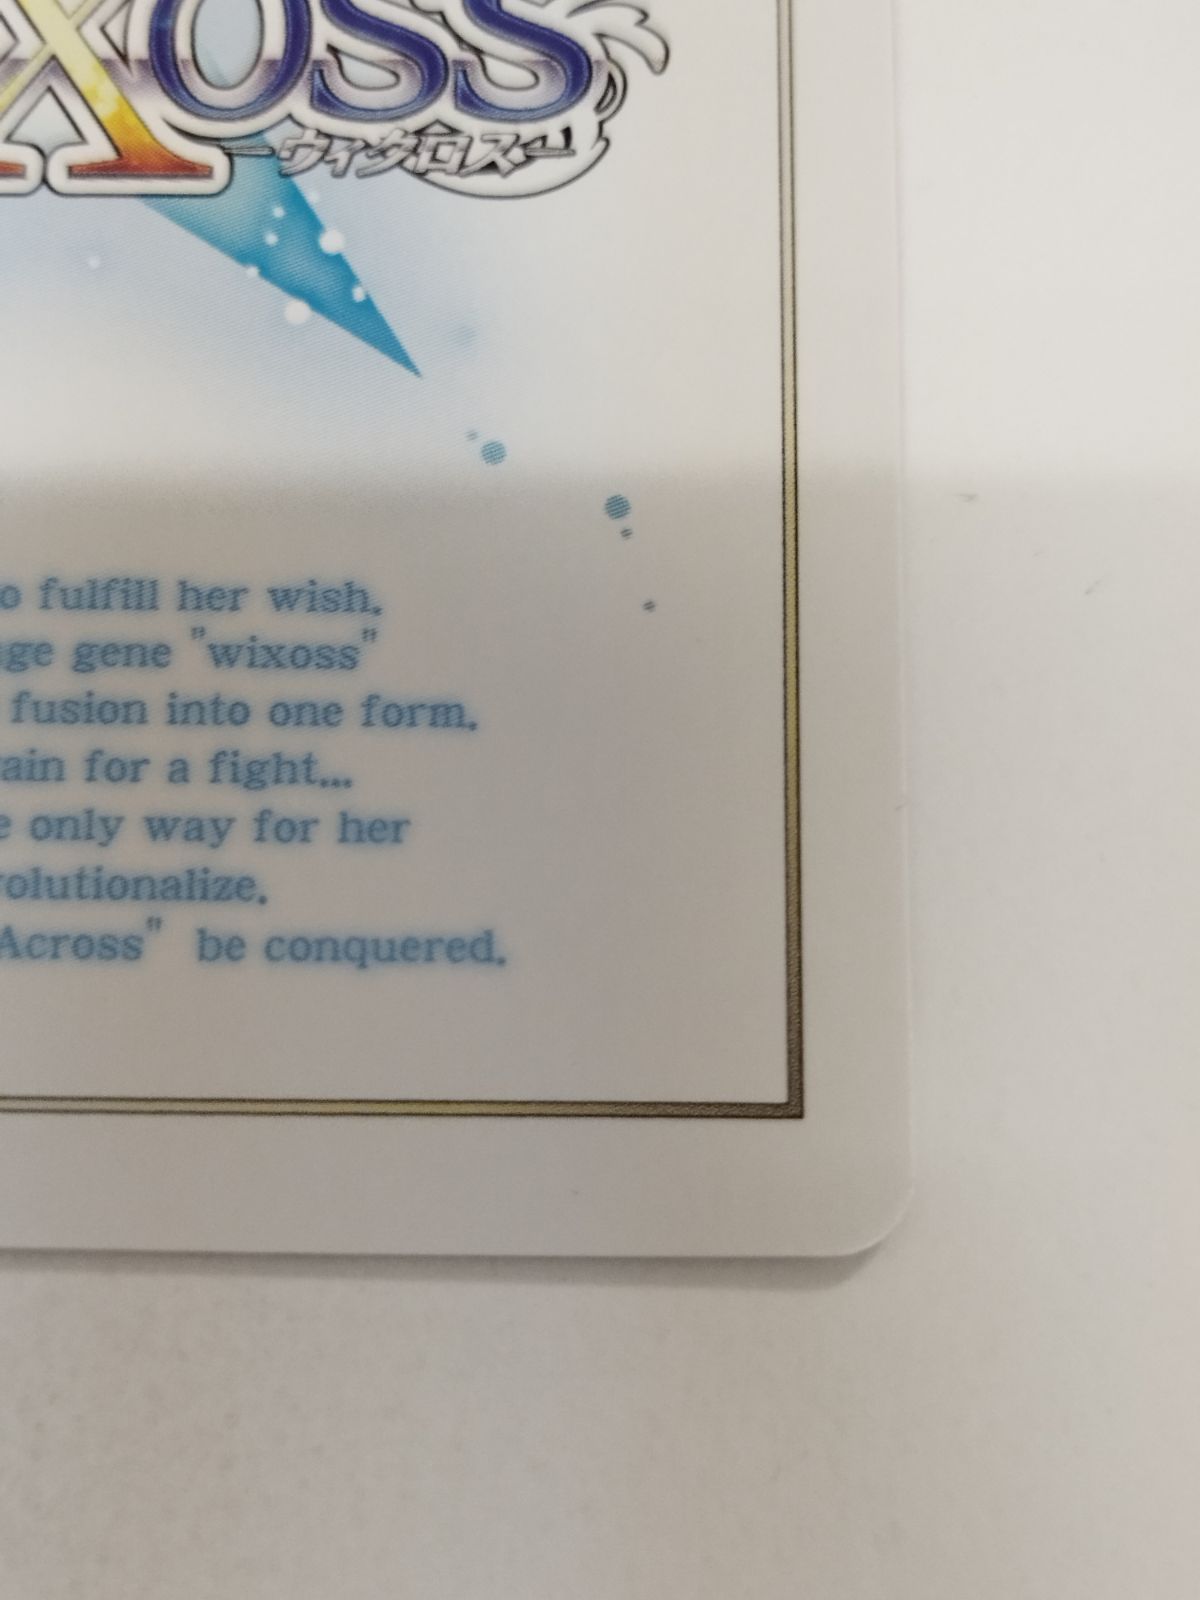 XOSS
ーウィクロスー
o fulfill her wish.
ge gene "wixoss"
fusion into one form.
ain for a fight...
e only way for her
volutionalize.
Across" be conquered.